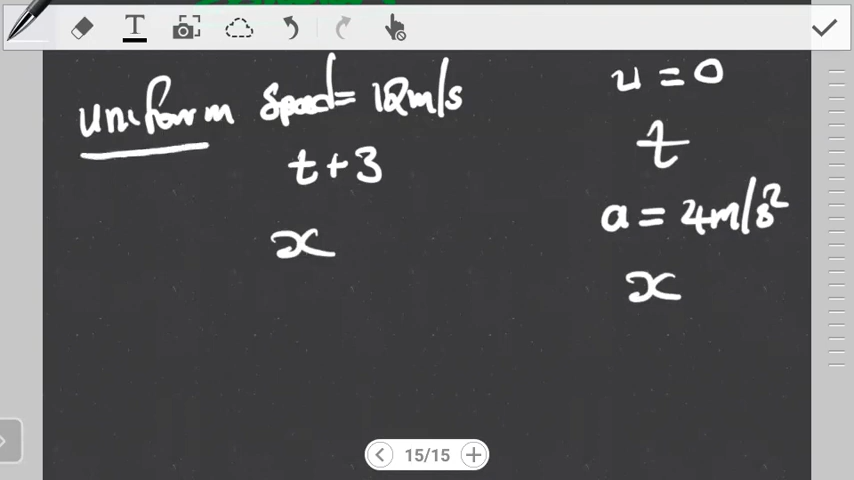 T
uniform speed = 12m/s
t + 3
x
u = 0
t
a = 4m/s²
x
15/15